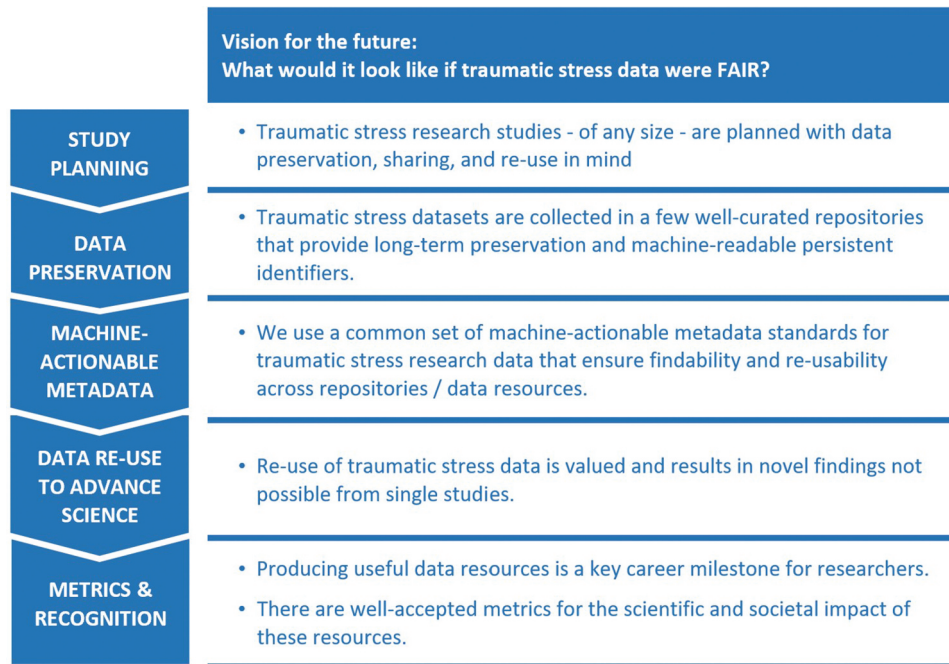 Vision for the future:
What would it look like if traumatic stress data were FAIR?
STUDY
PLANNING
• Traumatic stress research studies - of any size - are planned with data
preservation, sharing, and re-use in mind
DATA
PRESERVATION
• Traumatic stress datasets are collected in a few well-curated repositories
that provide long-term preservation and machine-readable persistent
identifiers.
MACHINE-
ACTIONABLE
METADATA
• We use a common set of machine-actionable metadata standards for
traumatic stress research data that ensure findability and re-usability
across repositories / data resources.
DATA RE-USE
TO ADVANCE
SCIENCE
• Re-use of traumatic stress data is valued and results in novel findings not
possible from single studies.
METRICS &
RECOGNITION
• Producing useful data resources is a key career milestone for researchers.
• There are well-accepted metrics for the scientific and societal impact of
these resources.